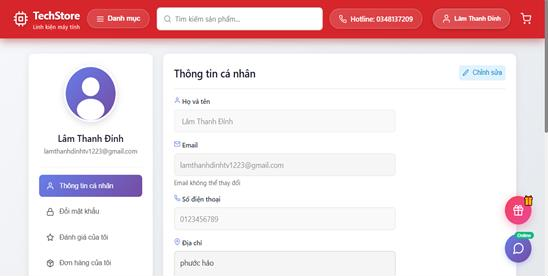 TechStore
Linh kiện máy tính
Danh mục
Tìm kiếm sản phẩm...
Hotline: 0348137209
Lâm Thanh Đỉnh
Lâm Thanh Đỉnh
lamthanhdinhtv1223@gmail.com
Thông tin cá nhân
Đổi mật khẩu
Đánh giá của tôi
Đơn hàng của tôi
Thông tin cá nhân
Chỉnh sửa
Họ và tên
Lâm Thanh Đỉnh
Email
lamthanhdinhtv1223@gmail.com
Email không thể thay đổi
Số điện thoại
0123456789
Địa chỉ
phước hảo
Online